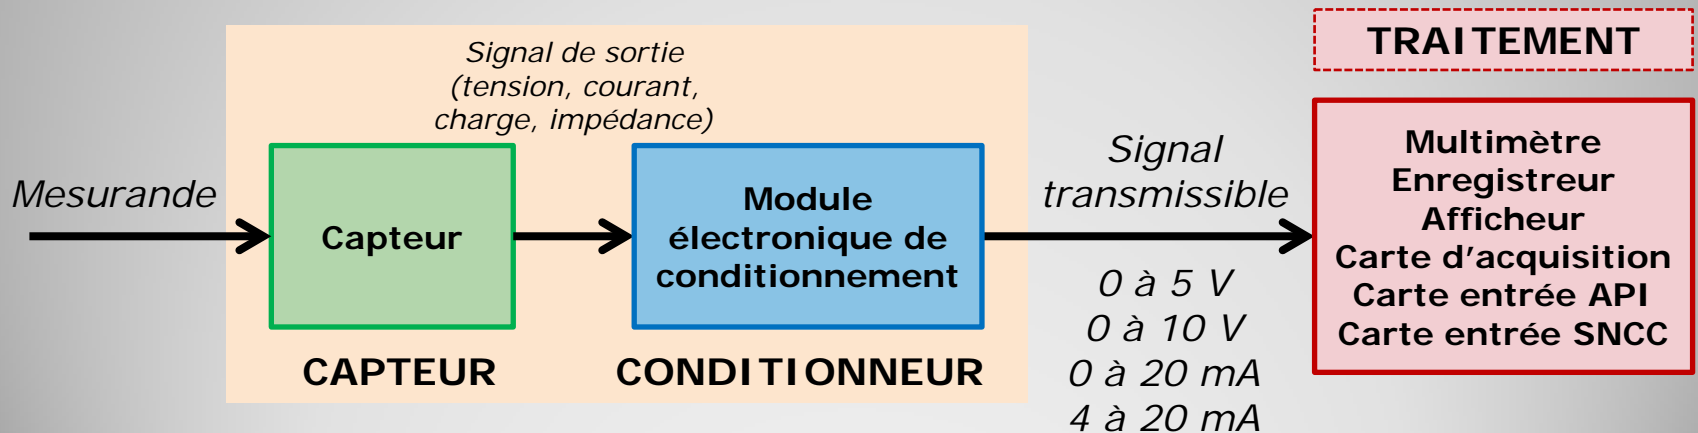 Mesurande
Signal de sortie
(tension, courant,
charge, impédance)
Capteur
CAPTEUR
Module
électronique de
conditionnement
CONDITIONNEUR
Signal
transmissible
0 à 5 V
0 à 10 V
0 à 20 mA
4 à 20 mA
TRAITEMENT
Multimètre
Enregistreur
Afficheur
Carte d’acquisition
Carte entrée API
Carte entrée SNCC